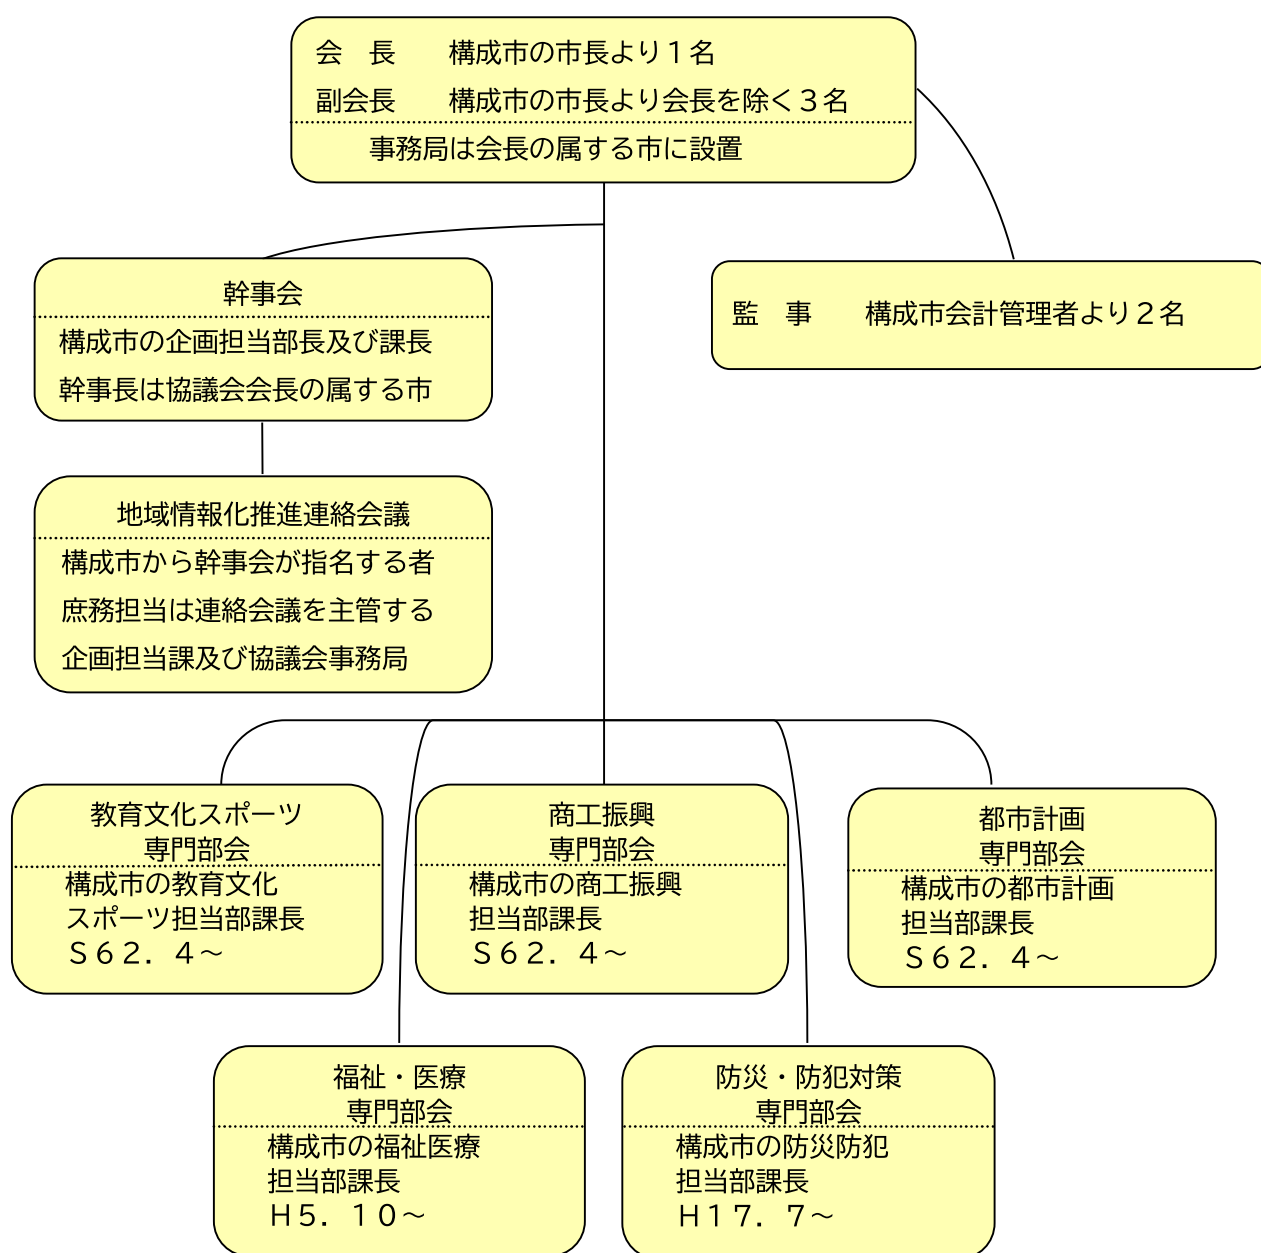 会　長　　構成市の市長より１名
副会長　　構成市の市長より会長を除く３名
事務局は会長の属する市に設置
幹事会
構成市の企画担当部長及び課長
幹事長は協議会会長の属する市
監　事　　構成市会計管理者より２名
地域情報化推進連絡会議
構成市から幹事会が指名する者
庶務担当は連絡会議を主管する
企画担当課及び協議会事務局
教育文化スポーツ
専門部会
構成市の教育文化
スポーツ担当部課長
Ｓ６２．４～
商工振興
専門部会
構成市の商工振興
担当部課長
Ｓ６２．４～
都市計画
専門部会
構成市の都市計画
担当部課長
Ｓ６２．４～
福祉・医療
専門部会
構成市の福祉医療
担当部課長
Ｈ５．１０～
防災・防犯対策
専門部会
構成市の防災防犯
担当部課長
Ｈ１７．７～